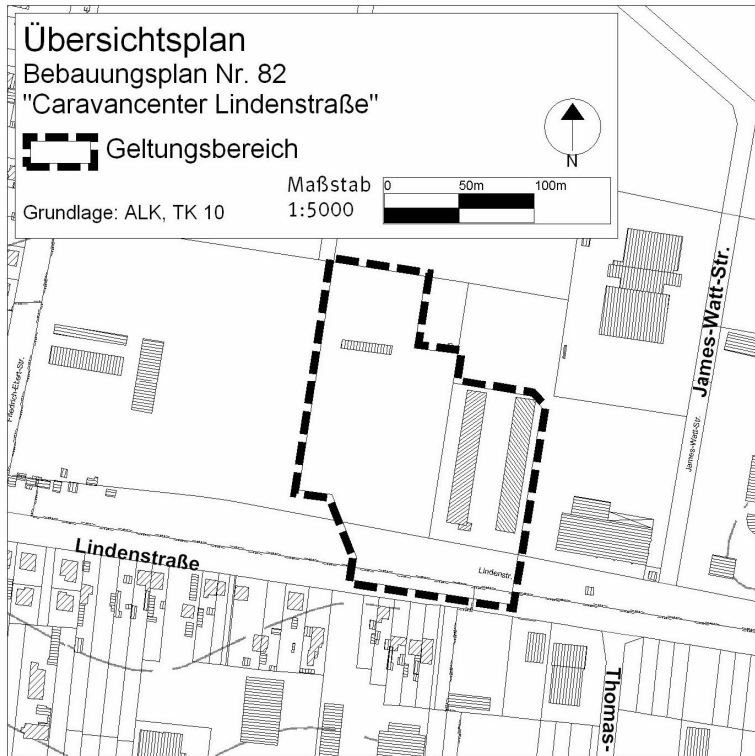 Übersichtsplan
Bebauungsplan Nr. 82
"Caravancenter Lindenstraße"
Geltungsbereich
N
Maßstab
1:5000
0 50m 100m
Grundlage: ALK, TK 10
James-Watt-Str.
James-Watt-Str.
Friedrich-Ebert-Str.
Lindenstraße
Lindenstr.
Thomas-